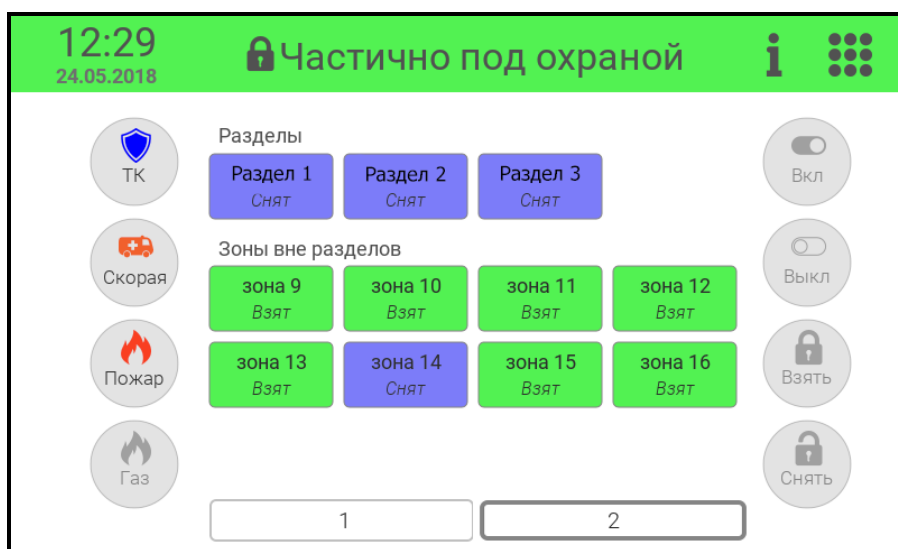 12:29
24.05.2018
Частично под охраной
i
ТК
Скорая
Пожар
Газ
Разделы
Раздел 1 Раздел 2 Раздел 3
Снят Снят Снят
Зоны вне разделов
зона 9 зона 10 зона 11 зона 12
Взят Взят Взят Взят
зона 13 зона 14 зона 15 зона 16
Взят Снят Взят Взят
1 2
Вкл
Выкл
Взять
Снять